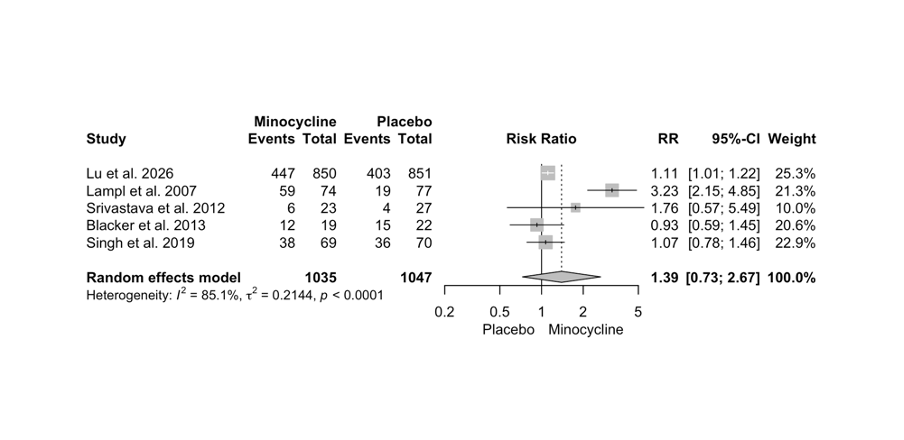 Minocycline Placebo
Study Events Total Events Total Risk Ratio RR 95%-CI Weight
Lu et al. 2026 447 850 403 851 1.11 [1.01; 1.22] 25.3%
Lampl et al. 2007 59 74 19 77 3.23 [2.15; 4.85] 21.3%
Srivastava et al. 2012 6 23 4 27 1.76 [0.57; 5.49] 10.0%
Blacker et al. 2013 12 19 15 22 0.93 [0.59; 1.45] 20.6%
Singh et al. 2019 38 69 36 70 1.07 [0.78; 1.46] 22.9%
Random effects model 1035 1047 1.39 [0.73; 2.67] 100.0%
Heterogeneity: I² = 85.1%, τ² = 0.2144, p < 0.0001
0.2 0.5 1 2 5
Placebo Minocycline